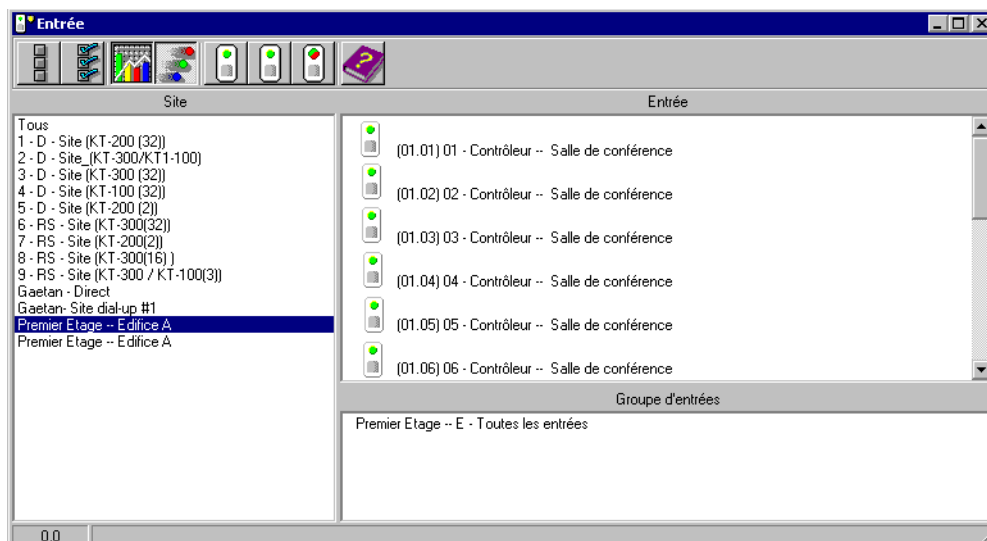 Entrée
Site
Tous
1 - D - Site (KT-200 (32))
2 - D - Site_(KT-300/KT1-100)
3 - D - Site (KT-300 (32))
4 - D - Site (KT-100 (32))
5 - D - Site (KT-200 (2))
6 - RS - Site (KT-300(32))
7 - RS - Site (KT-200(2))
8 - RS - Site (KT-300(16) )
9 - RS - Site (KT-300 / KT-100(3))
Gaetan - Direct
Gaetan- Site dial-up #1
Premier Etage -- Edifice A
Premier Etage -- Edifice A
Entrée
(01.01) 01 - Contrôleur -- Salle de conférence
(01.02) 02 - Contrôleur -- Salle de conférence
(01.03) 03 - Contrôleur -- Salle de conférence
(01.04) 04 - Contrôleur -- Salle de conférence
(01.05) 05 - Contrôleur -- Salle de conférence
(01.06) 06 - Contrôleur -- Salle de conférence
Groupe d'entrées
Premier Etage -- E - Toutes les entrées
0.0